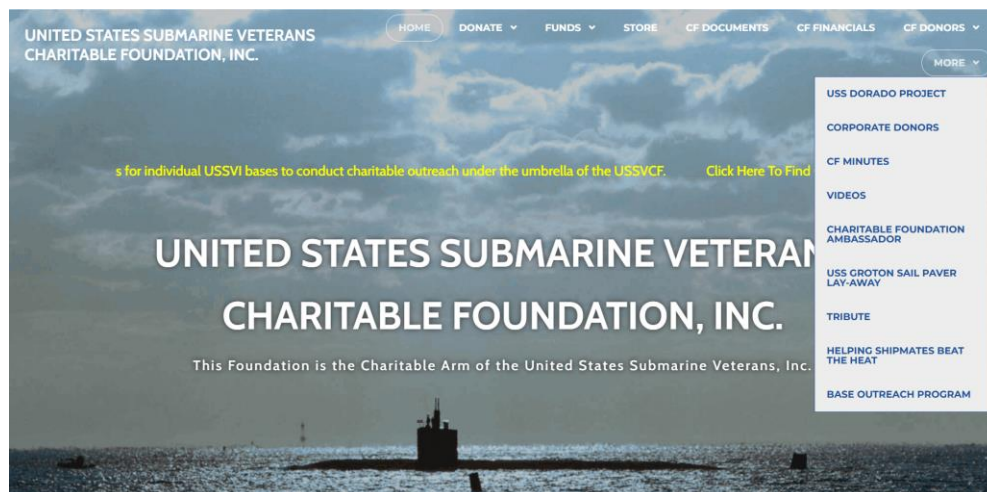 UNITED STATES SUBMARINE VETERANS
CHARITABLE FOUNDATION, INC.
HOME
DONATE
FUNDS
STORE
CF DOCUMENTS
CF FINANCIALS
CF DONORS
MORE
USS DORADO PROJECT
CORPORATE DONORS
CF MINUTES
VIDEOS
CHARITABLE FOUNDATION
AMBASSADOR
USS GROTON SAIL PAVER
LAY-AWAY
TRIBUTE
HELPING SHIPMATES BEAT
THE HEAT
BASE OUTREACH PROGRAM
s for individual USSVI bases to conduct charitable outreach under the umbrella of the USSVCF. Click Here To Find
UNITED STATES SUBMARINE VETERAN
CHARITABLE FOUNDATION, INC.
This Foundation is the Charitable Arm of the United States Submarine Veterans, Inc.